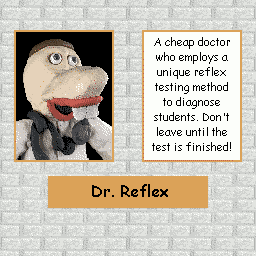 A cheap doctor
who employs a
unique reflex
testing method
to diagnose
students. Don't
leave until the
test is finished!
Dr. Reflex